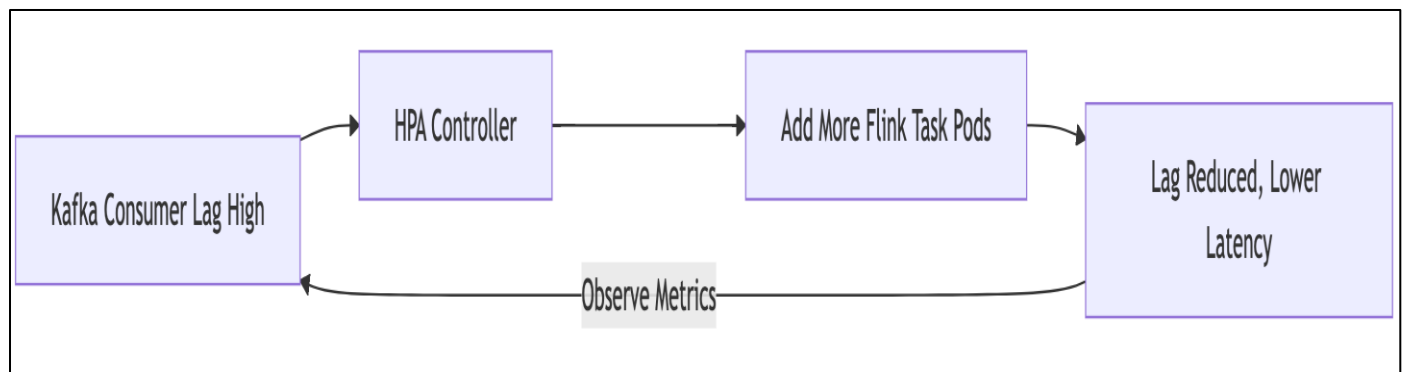 Kafka Consumer Lag High
HPA Controller
Add More Flink Task Pods
Lag Reduced, Lower
Latency
Observe Metrics